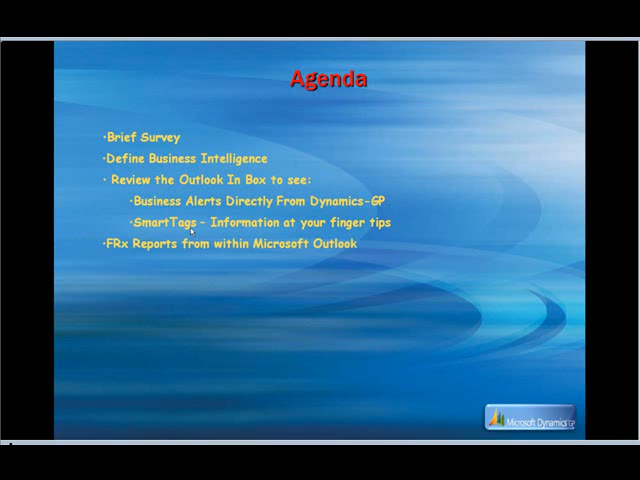 Agenda
•Brief Survey
•Define Business Intelligence
• Review the Outlook In Box to see:
•Business Alerts Directly From Dynamics-GP
•SmartTags – Information at your finger tips
•FRx Reports from within Microsoft Outlook
Microsoft Dynamics GP